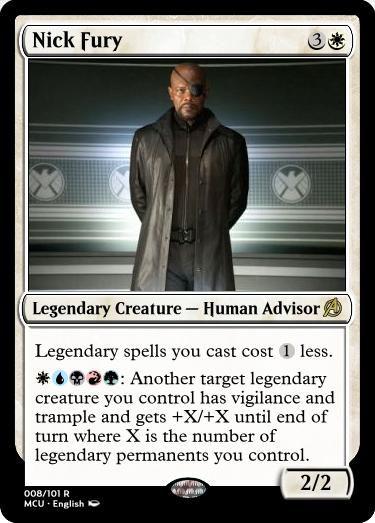 Nick Fury 3
Legendary Creature — Human Advisor
Legendary spells you cast cost 1 less.
: Another target legendary
creature you control has vigilance and
trample and gets +X/+X until end of
turn where X is the number of
legendary permanents you control.
2/2
008/101 R
MCU • English